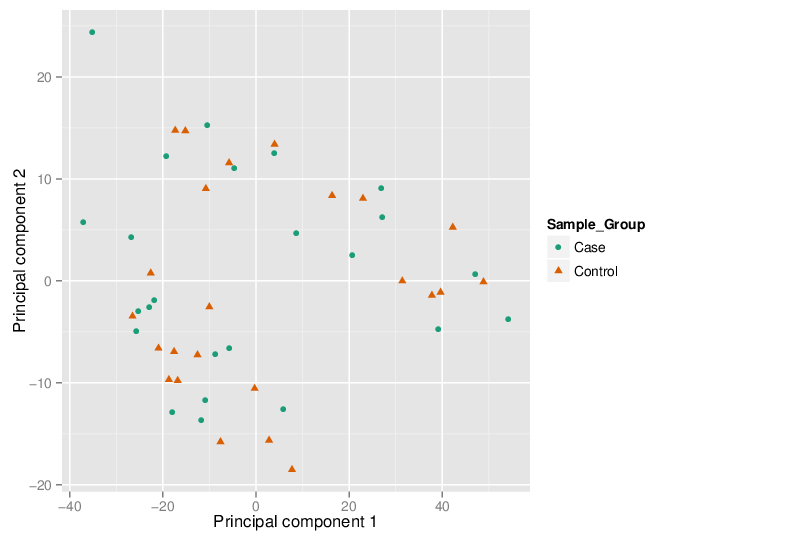 20
10
0
−10
−20
−40
−20
0
20
40
Principal component 1
Principal component 2
Sample_Group
Case
Control